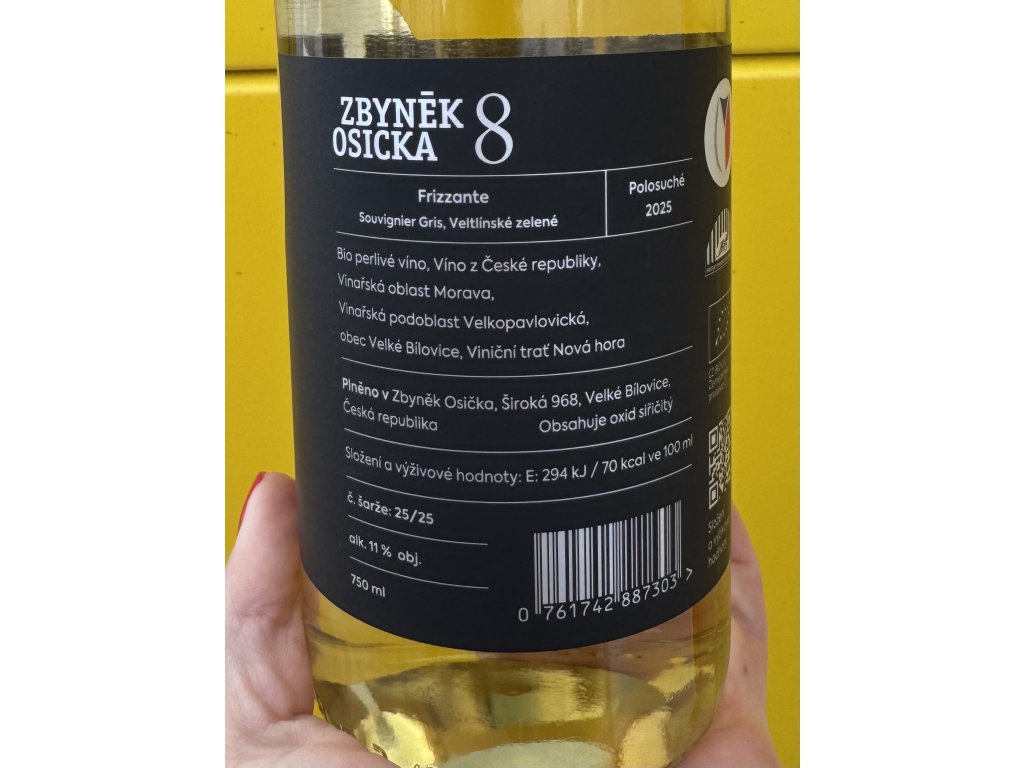 ZBYNĚK
OSICKA 8
Frizzante
Souvignier Gris, Veltlínské zelené
Polosuché
2025
Bio perlivé víno, Víno z České republiky,
Vinařská oblast Morava,
Vinařská podoblast Velkopavlovická,
obec Velké Bílovice, Viniční trať Nová hora
Plněno v Zbyněk Osička, Široká 968, Velké Bílovice,
Česká republika
Obsahuje oxid siřičitý
Složení a výživové hodnoty: E: 294 kJ / 70 kcal ve 100 ml
č. šarže: 25/25
alk. 11 % obj.
750 ml
0 761742 887303 >